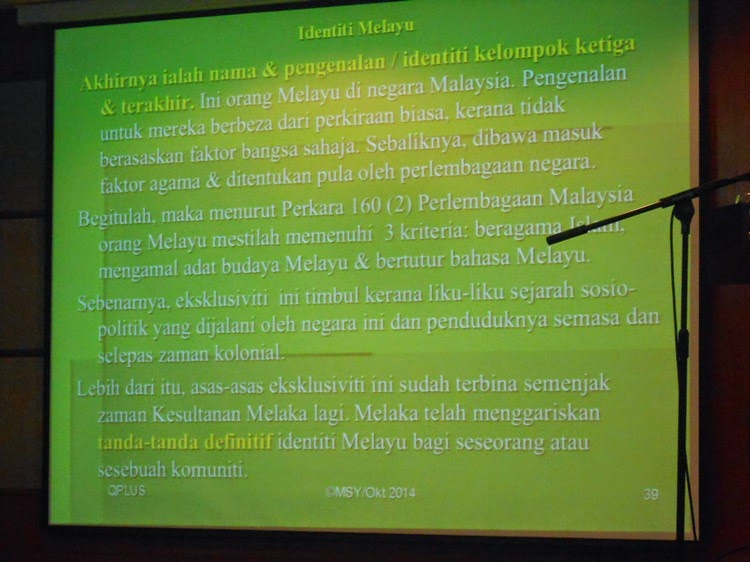 Identiti Melayu
Akhirnya ialah nama & pengenalan / identiti kelompok ketiga
& terakhir. Ini orang Melayu di negara Malaysia. Pengenalan
untuk mereka berbeza dari perkiraan biasa, kerana tidak
berasaskan faktor bangsa sahaja. Sebaliknya, dibawa masuk
faktor agama & ditentukan pula oleh perlembagaan negara.
Begitulah, maka menurut Perkara 160 (2) Perlembagaan Malaysia
orang Melayu mestilah memenuhi 3 kriteria: beragama Islam,
mengamal adat budaya Melayu & bertutur bahasa Melayu.
Sebenarnya, eksklusiviti ini timbul kerana liku-liku sejarah sosio-
politik yang dijalani oleh negara ini dan penduduknya semasa dan
selepas zaman kolonial.
Lebih dari itu, asas-asas eksklusiviti ini sudah terbina semenjak
zaman Kesultanan Melaka lagi. Melaka telah menggariskan
tanda-tanda definitif identiti Melayu bagi seseorang atau
sesebuah komuniti.
QPLUS ©MSY/Okt 2014 39